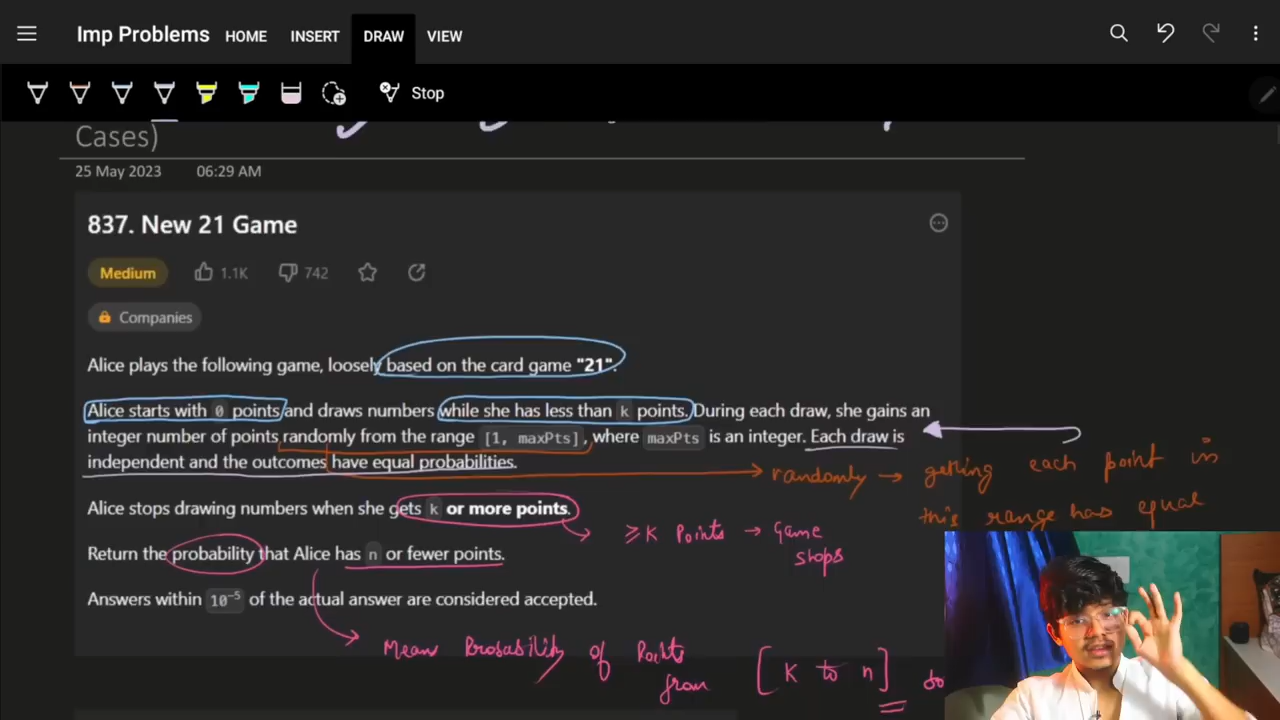 Imp Problems HOME INSERT DRAW VIEW
Stop
Cases)
25 May 2023 06:29 AM
837. New 21 Game
Medium 1.1K 742
Companies
Alice plays the following game, loosely based on the card game "21".
Alice starts with 0 points and draws numbers while she has less than k points. During each draw, she gains an
integer number of points randomly from the range [1, maxPts], where maxPts is an integer. Each draw is
independent and the outcomes have equal probabilities.
randomly → getting each point in
this range has equal
Alice stops drawing numbers when she gets k or more points.
≥K Points → Game
stops
Return the probability that Alice has n or fewer points.
Answers within 10-5 of the actual answer are considered accepted.
Mean Probability of Points
from [K to n]